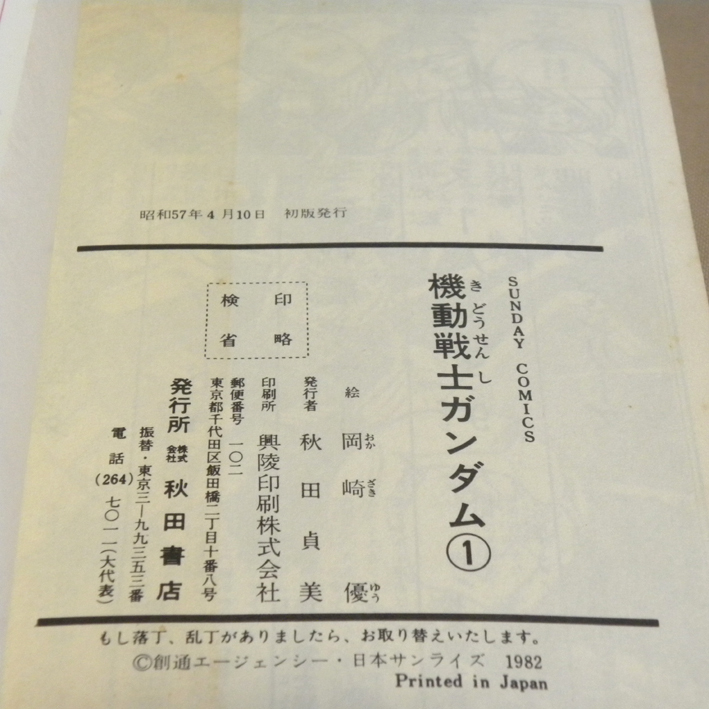 昭和57年4月10日　初版発行
SUNDAY COMICS
機動戦士ガンダム①
きどうせんし
絵　岡崎　優
おかざき　ゆう
発行者　秋田貞美
印刷所　興陵印刷株式会社
検印
省略
郵便番号　一〇二
東京都千代田区飯田橋二丁目十番八号
発行所　株式会社　秋田書店
振替・東京三―九九三五三番
電話　(264)七〇一一(大代表)
もし落丁、乱丁がありましたら、お取り替えいたします。
©創通エージェンシー・日本サンライズ　1982
Printed in Japan